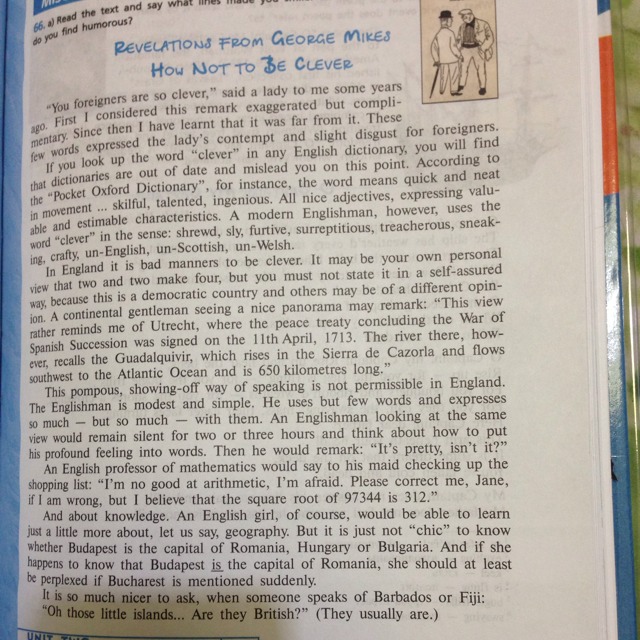 66. a) Read the text and say what lines made you
do you find humorous?
REVELATIONS FROM GEORGE MIKES
HOW NOT TO BE CLEVER
"You foreigners are so clever," said a lady to me some years
ago. First I considered this remark exaggerated but compli-
mentary. Since then I have learnt that it was far from it. These
few words expressed the lady's contempt and slight disgust for foreigners.
If you look up the word "clever" in any English dictionary, you will find
that dictionaries are out of date and mislead you on this point. According to
the "Pocket Oxford Dictionary", for instance, the word means quick and neat
in movement ... skilful, talented, ingenious. All nice adjectives, expressing valu-
able and estimable characteristics. A modern Englishman, however, uses the
word "clever" in the sense: shrewd, sly, furtive, surreptitious, treacherous, sneak-
ing, crafty, un-English, un-Scottish, un-Welsh.
In England it is bad manners to be clever. It may be your own personal
view that two and two make four, but you must not state it in a self-assured
way, because this is a democratic country and others may be of a different opin-
ion. A continental gentleman seeing a nice panorama may remark: "This view
rather reminds me of Utrecht, where the peace treaty concluding the War of
Spanish Succession was signed on the 11th April, 1713. The river there, how-
ever, recalls the Guadalquivir, which rises in the Sierra de Cazorla and flows
southwest to the Atlantic Ocean and is 650 kilometres long."
This pompous, showing-off way of speaking is not permissible in England.
The Englishman is modest and simple. He uses but few words and expresses
so much — but so much — with them. An Englishman looking at the same
view would remain silent for two or three hours and think about how to put
his profound feeling into words. Then he would remark: "It's pretty, isn't it?"
An English professor of mathematics would say to his maid checking up the
shopping list: "I'm no good at arithmetic, I'm afraid. Please correct me, Jane,
if I am wrong, but I believe that the square root of 97344 is 312."
And about knowledge. An English girl, of course, would be able to learn
just a little more about, let us say, geography. But it is just not "chic" to know
whether Budapest is the capital of Romania, Hungary or Bulgaria. And if she
happens to know that Budapest is the capital of Romania, she should at least
be perplexed if Bucharest is mentioned suddenly.
It is so much nicer to ask, when someone speaks of Barbados or Fiji:
"Oh those little islands... Are they British?" (They usually are.)
UNIT TWO